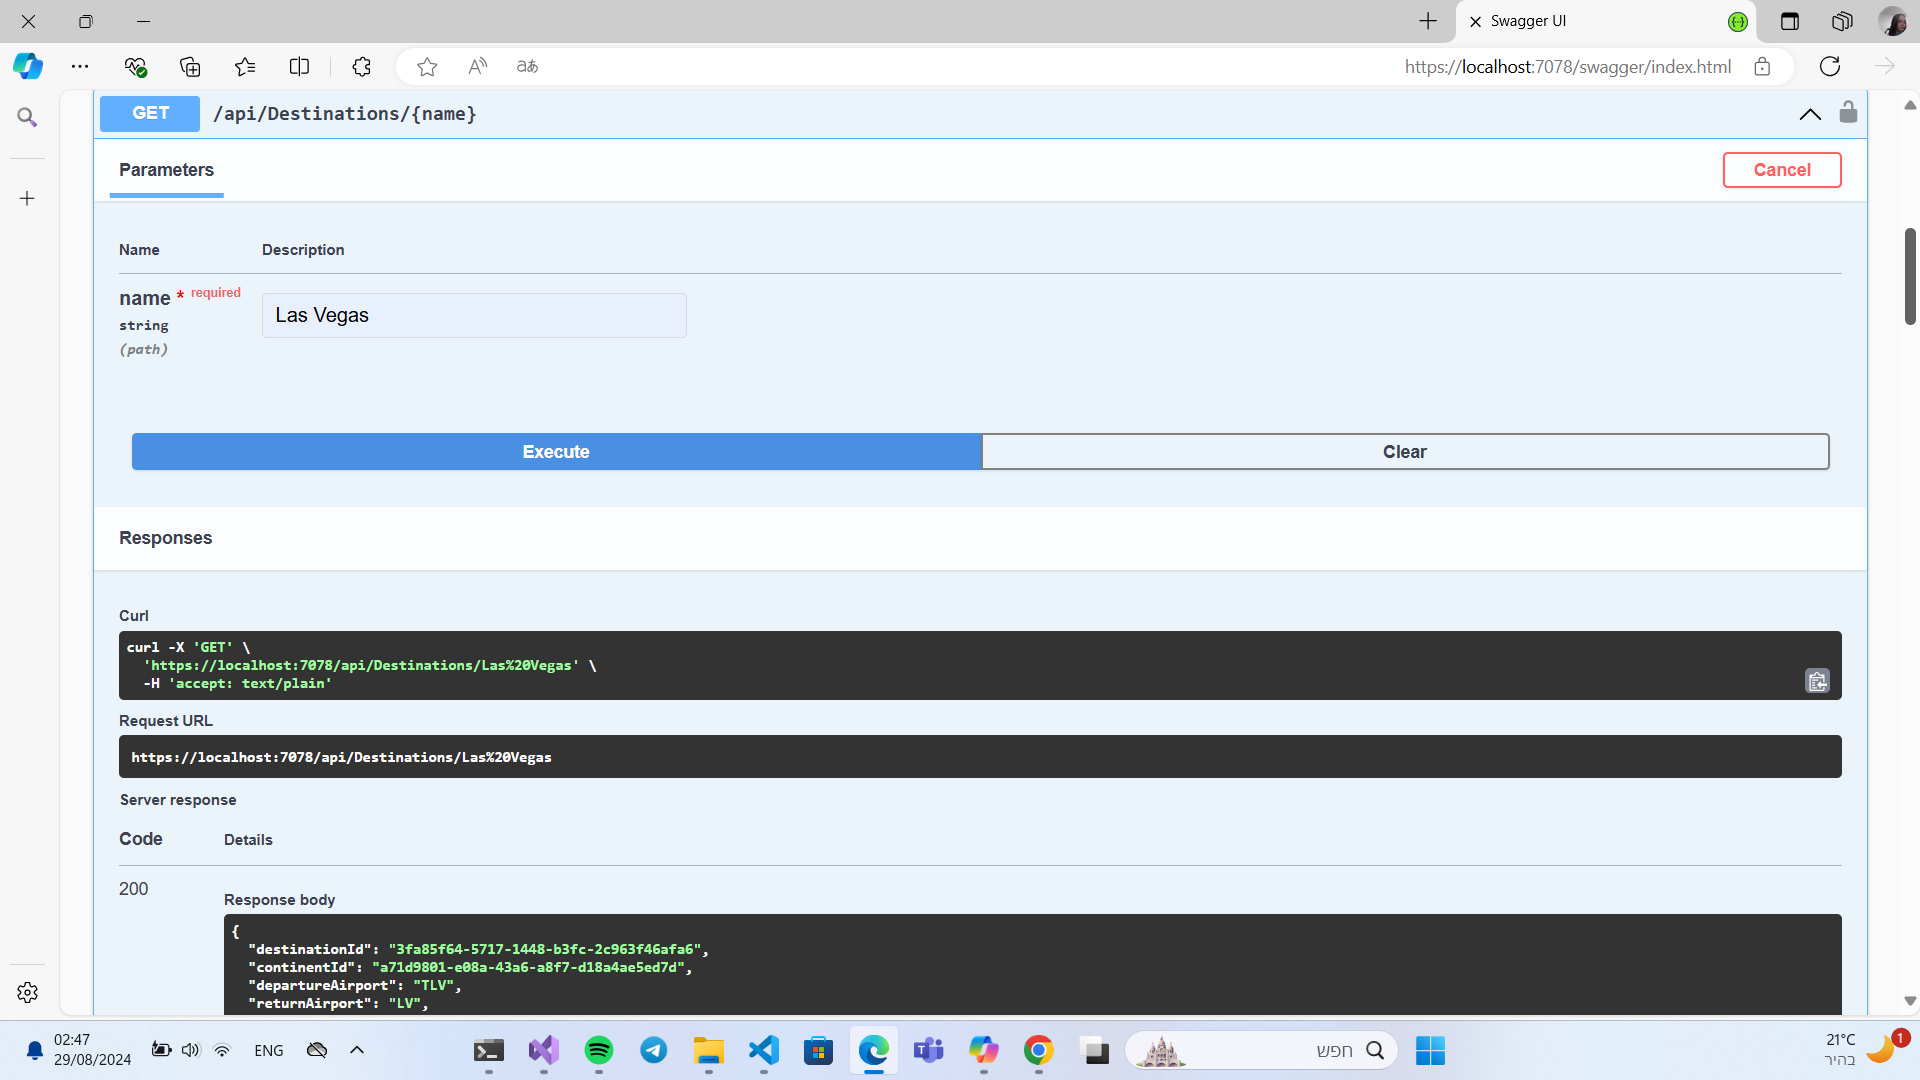 Swagger UI
https://localhost:7078/swagger/index.html
GET /api/Destinations/{name}
Parameters
Cancel
Name Description
name * required
string
(path)
Las Vegas
Execute
Clear
Responses
Curl
curl -X 'GET' \
'https://localhost:7078/api/Destinations/Las%20Vegas' \
-H 'accept: text/plain'
Request URL
https://localhost:7078/api/Destinations/Las%20Vegas
Server response
Code Details
200
Response body
{
"destinationId": "3fa85f64-5717-1448-b3fc-2c963f46afa6",
"continentId": "a71d9801-e08a-43a6-a8f7-d18a4ae5ed7d",
"departureAirport": "TLV",
"returnAirport": "LV",
02:47
29/08/2024
ENG
חפש
21°C
בהיר
1